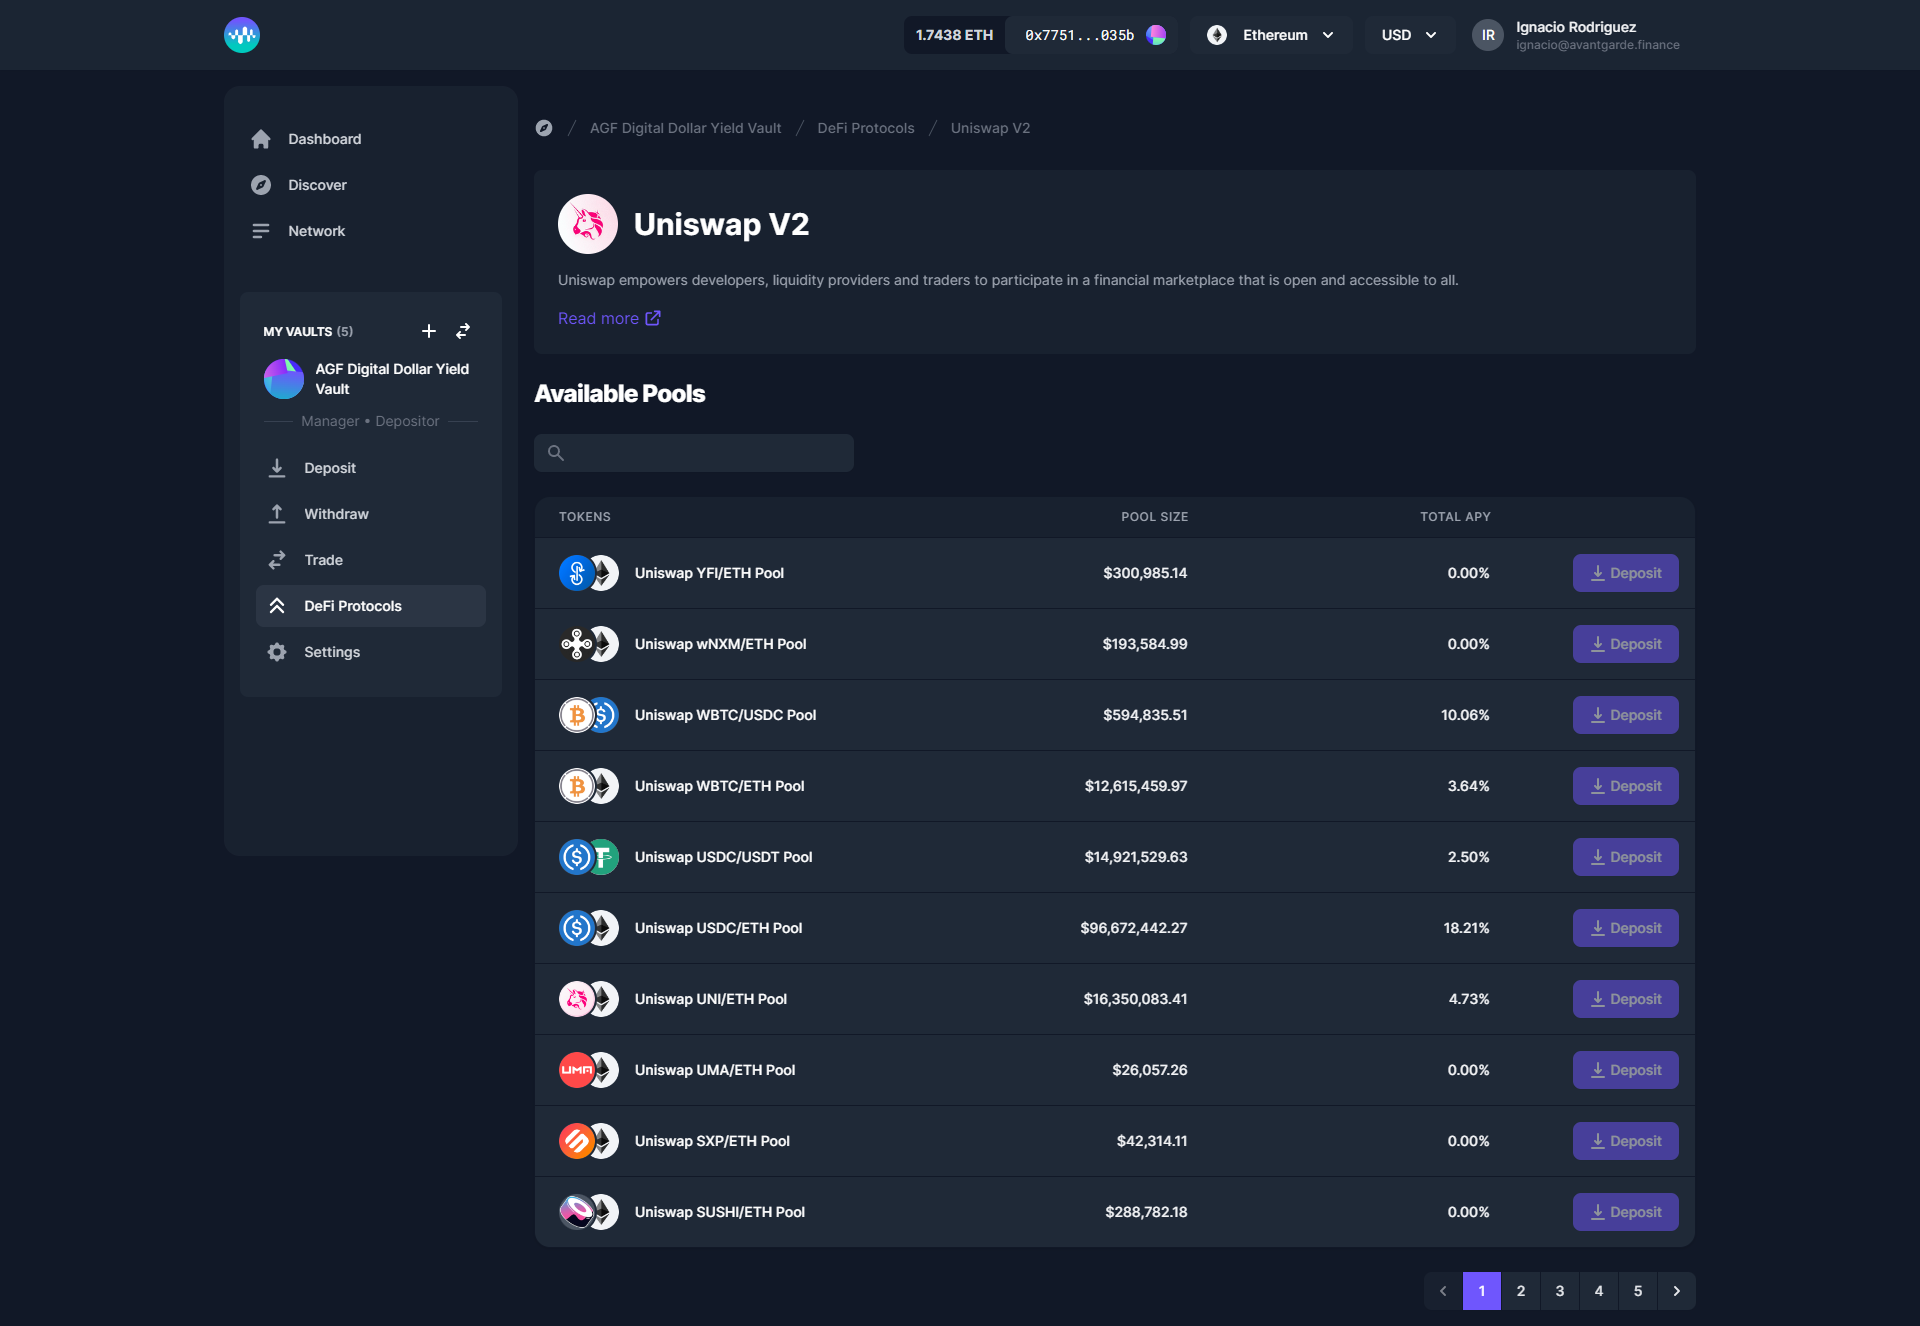 1.7438 ETH 0x7751...035b Ethereum USD IR Ignacio Rodriguez
ignacio@avantgarde.finance
Dashboard
Discover
Network
MY VAULTS (5)
AGF Digital Dollar Yield
Vault
Manager • Depositor
Deposit
Withdraw
Trade
DeFi Protocols
Settings
/ AGF Digital Dollar Yield Vault / DeFi Protocols / Uniswap V2
Uniswap V2
Uniswap empowers developers, liquidity providers and traders to participate in a financial marketplace that is open and accessible to all.
Read more
Available Pools
TOKENS POOL SIZE TOTAL APY
Uniswap YFI/ETH Pool $300,985.14 0.00% Deposit
Uniswap wNXM/ETH Pool $193,584.99 0.00% Deposit
Uniswap WBTC/USDC Pool $594,835.51 10.06% Deposit
Uniswap WBTC/ETH Pool $12,615,459.97 3.64% Deposit
Uniswap USDC/USDT Pool $14,921,529.63 2.50% Deposit
Uniswap USDC/ETH Pool $96,672,442.27 18.21% Deposit
Uniswap UNI/ETH Pool $16,350,083.41 4.73% Deposit
UMA Uniswap UMA/ETH Pool $26,057.26 0.00% Deposit
Uniswap SXP/ETH Pool $42,314.11 0.00% Deposit
Uniswap SUSHI/ETH Pool $288,782.18 0.00% Deposit
1 2 3 4 5